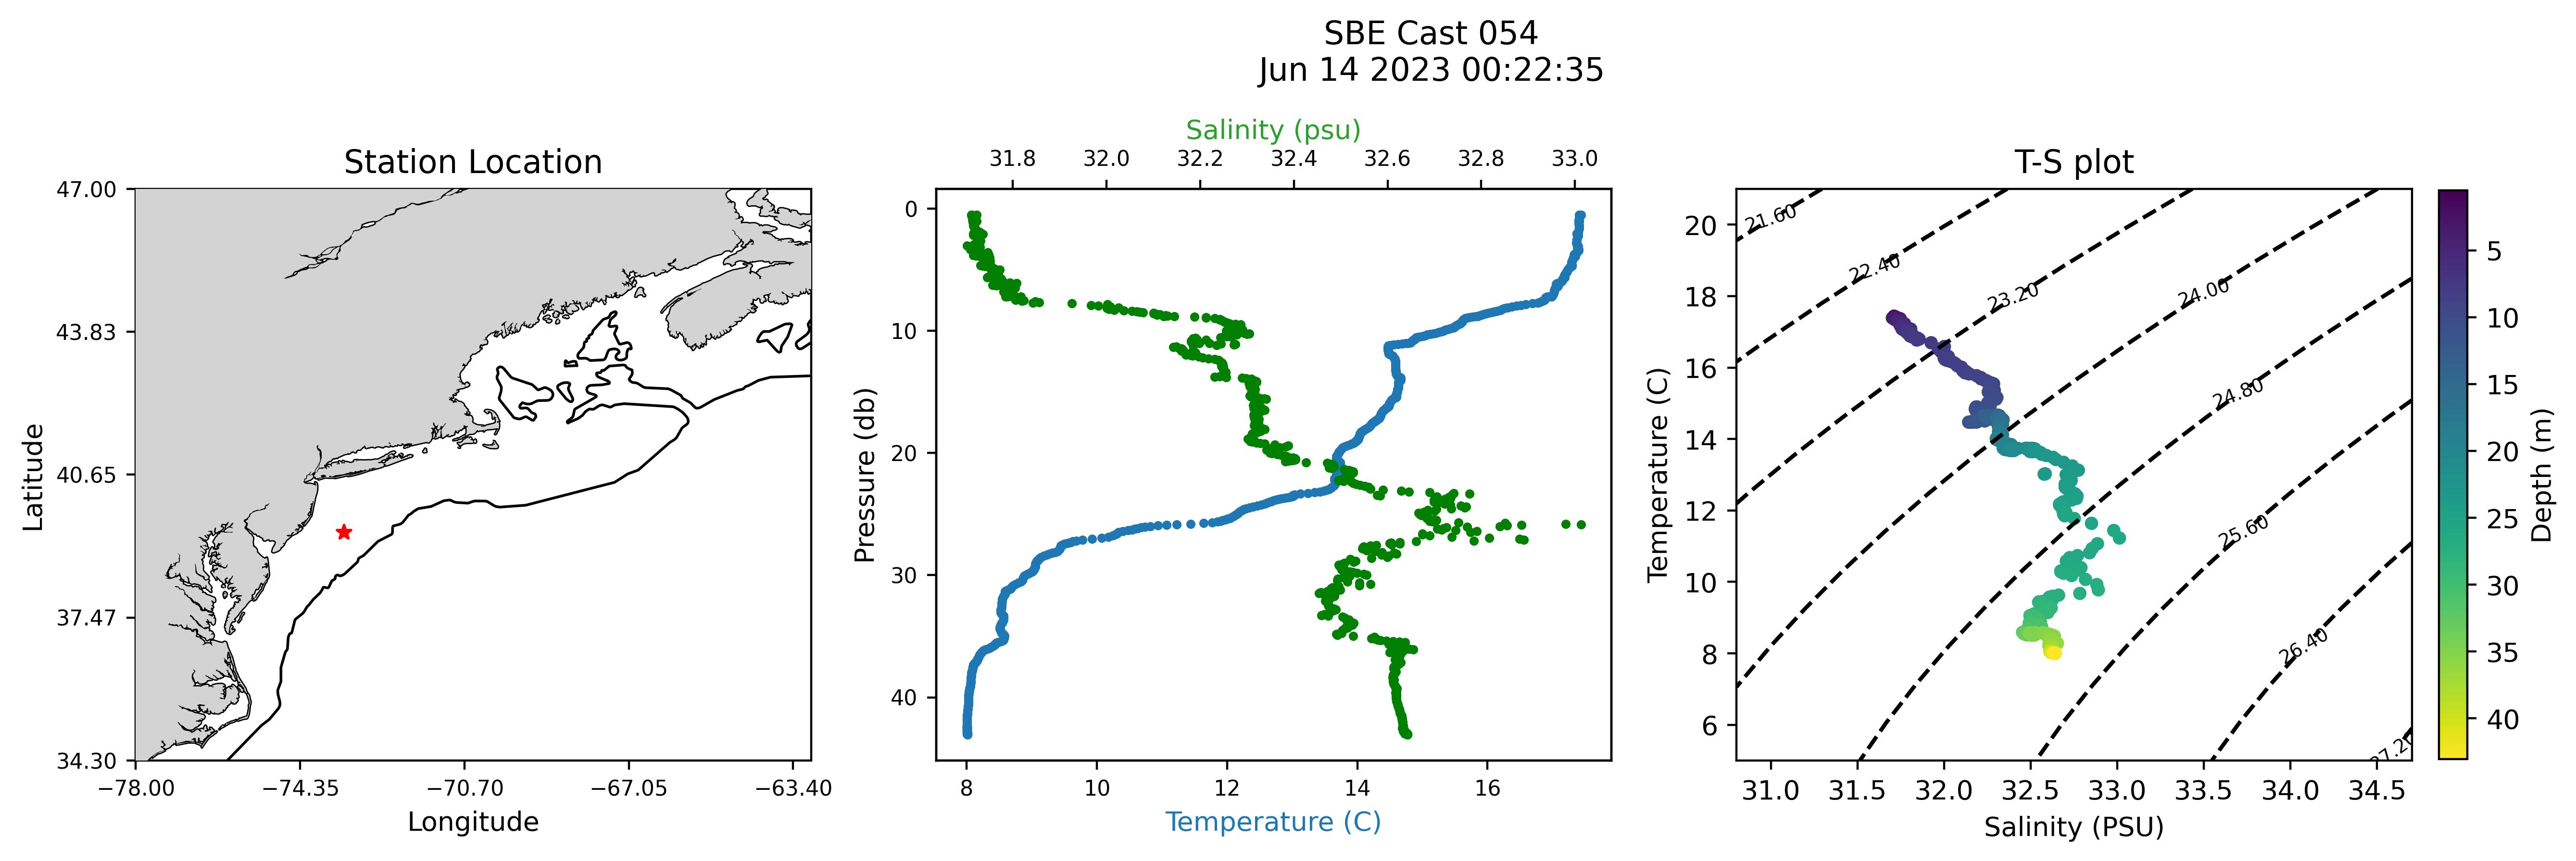 SBE Cast 054
Jun 14 2023 00:22:35
Station Location
47.00
43.83
40.65
37.47
34.30
Latitude
−78.00 −74.35 −70.70 −67.05 −63.40
Longitude
Salinity (psu)
31.8 32.0 32.2 32.4 32.6 32.8 33.0
0
10
20
30
40
Pressure (db)
8 10 12 14 16
Temperature (C)
T-S plot
20
18
16
14
12
10
8
6
Temperature (C)
21.60
22.40
23.20
24.00
24.80
25.60
26.40
27.20
31.0 31.5 32.0 32.5 33.0 33.5 34.0 34.5
Salinity (PSU)
5
10
15
20
25
30
35
40
Depth (m)